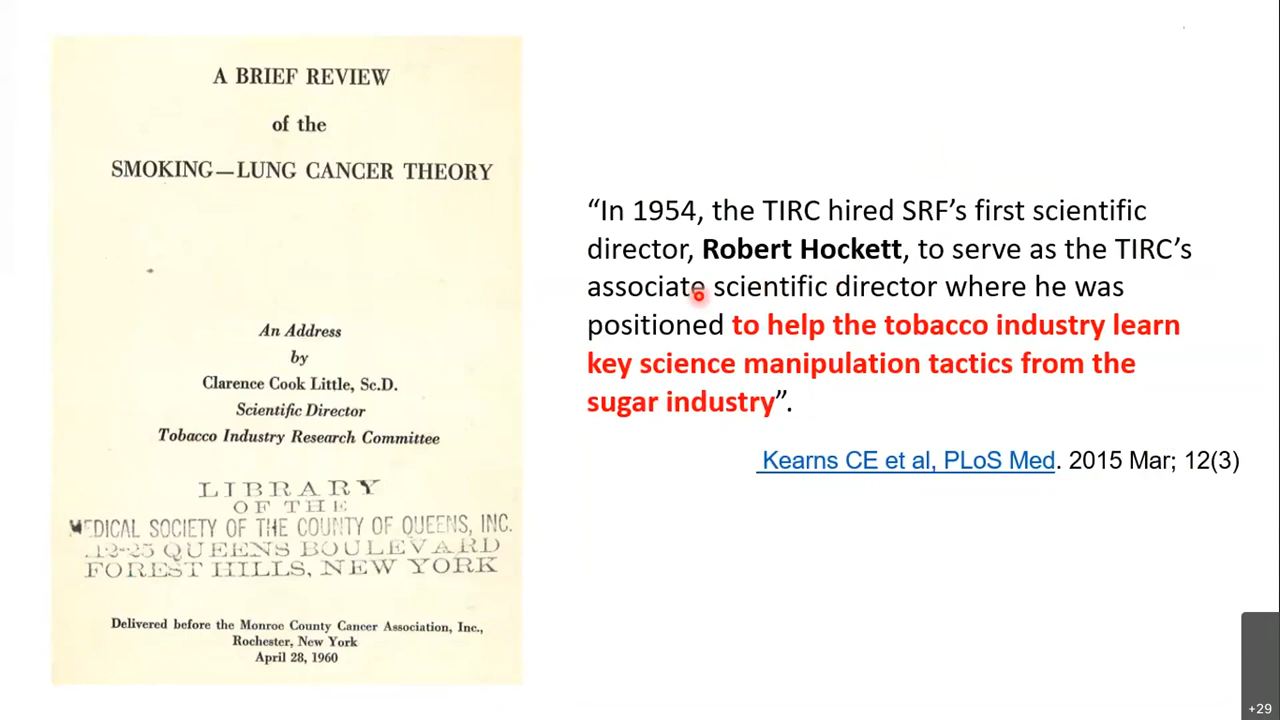 A BRIEF REVIEW
of the
SMOKING—LUNG CANCER THEORY
An Address
by
Clarence Cook Little, Sc.D.
Scientific Director
Tobacco Industry Research Committee
LIBRARY
OF THE
MEDICAL SOCIETY OF THE COUNTY OF QUEENS, INC.
12-25 QUEENS BOULEVARD
FOREST HILLS, NEW YORK
Delivered before the Monroe County Cancer Association, Inc.,
Rochester, New York
April 28, 1960
“In 1954, the TIRC hired SRF’s first scientific
director, Robert Hockett, to serve as the TIRC’s
associate scientific director where he was
positioned to help the tobacco industry learn
key science manipulation tactics from the
sugar industry”.
Kearns CE et al, PLoS Med. 2015 Mar; 12(3)
+29